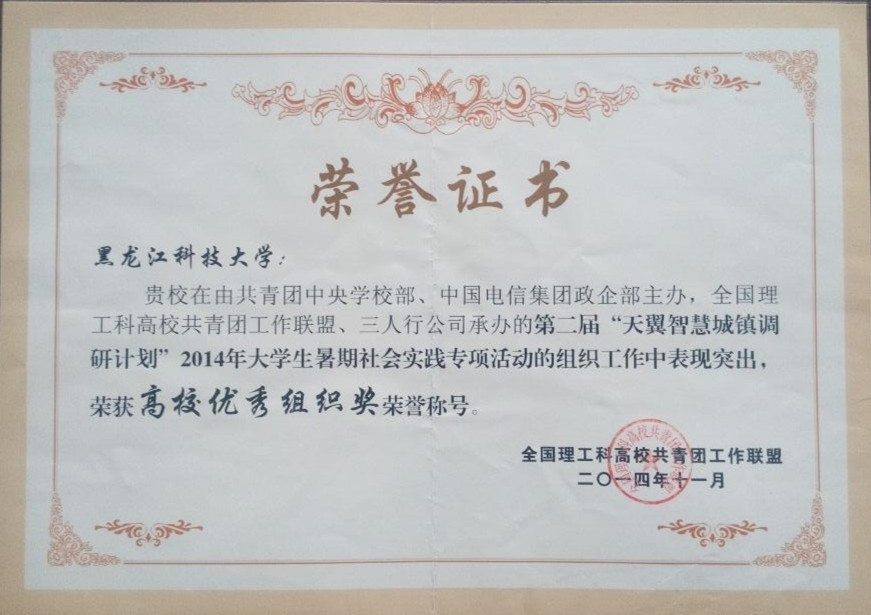 荣誉证书
黑龙江科技大学：
贵校在由共青团中央学校部、中国电信集团政企部主办，全国理
工科高校共青团工作联盟、三人行公司承办的第二届“天翼智慧城镇调
研计划”2014年大学生暑期社会实践专项活动的组织工作中表现突出，
荣获高校优秀组织奖荣誉称号。
全国理工科高校共青团工作联盟
二〇一四年十一月